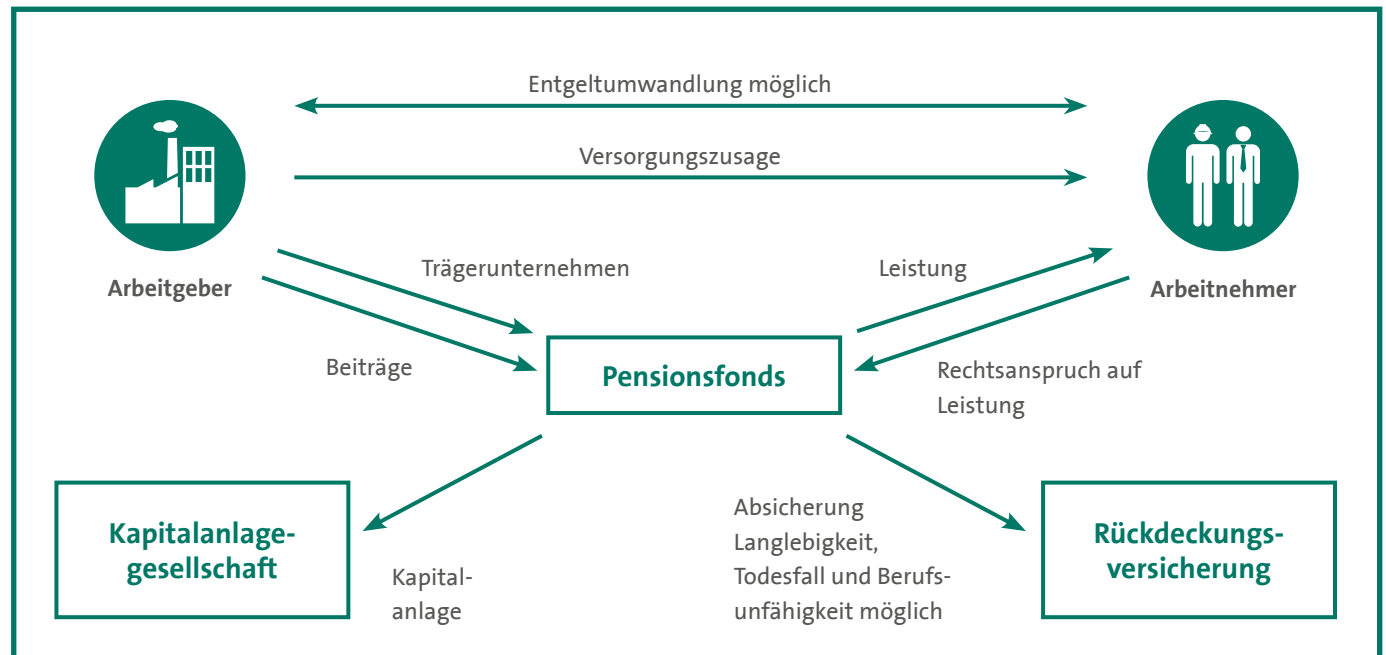 Entgeltumwandlung möglich
Versorgungszusage
Arbeitgeber
Trägerunternehmen
Leistung
Arbeitnehmer
Beiträge
Pensionsfonds
Rechtsanspruch auf
Leistung
Kapitalanlage-
gesellschaft
Kapital-
anlage
Absicherung
Langlebigkeit,
Todesfall und Berufs-
unfähigkeit möglich
Rückdeckungs-
versicherung